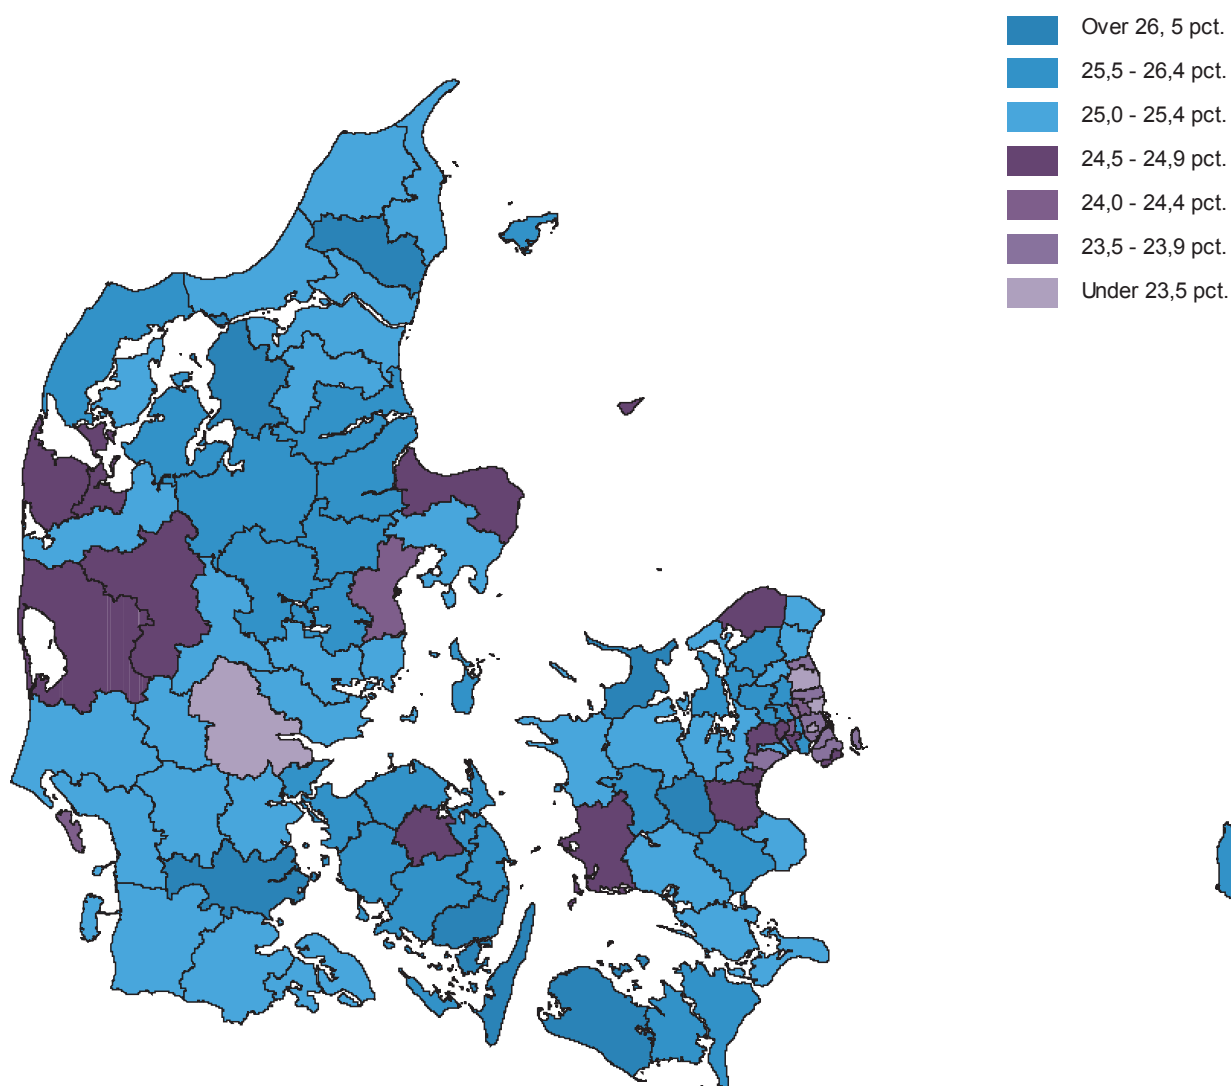 Over 26, 5 pct.
25,5 - 26,4 pct.
25,0 - 25,4 pct.
24,5 - 24,9 pct.
24,0 - 24,4 pct.
23,5 - 23,9 pct.
Under 23,5 pct.